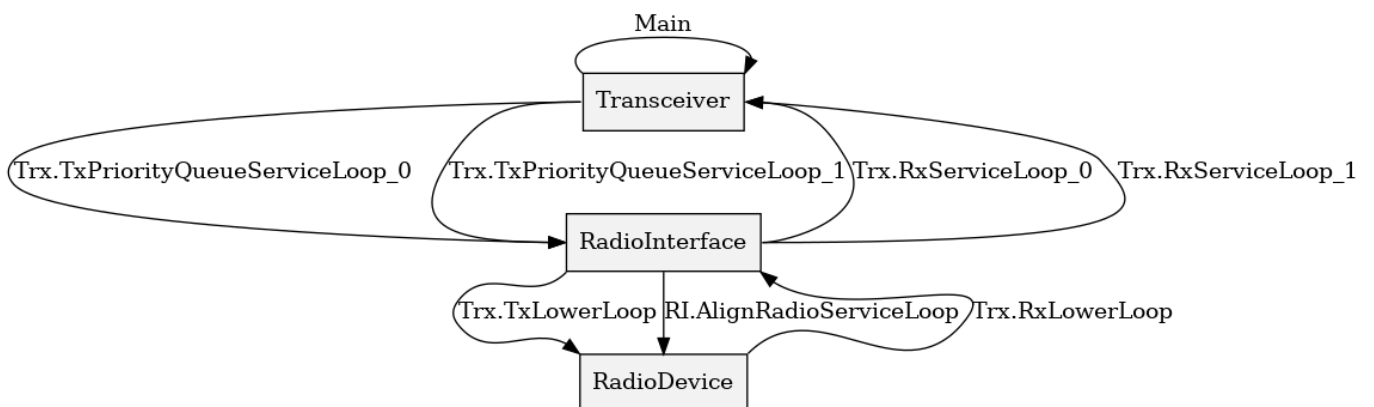 Main
Transceiver
Trx.TxPriorityQueueServiceLoop_0
Trx.TxPriorityQueueServiceLoop_1
Trx.RxServiceLoop_0
Trx.RxServiceLoop_1
RadioInterface
Trx.TxLowerLoop
RI.AlignRadioServiceLoop
Trx.RxLowerLoop
RadioDevice